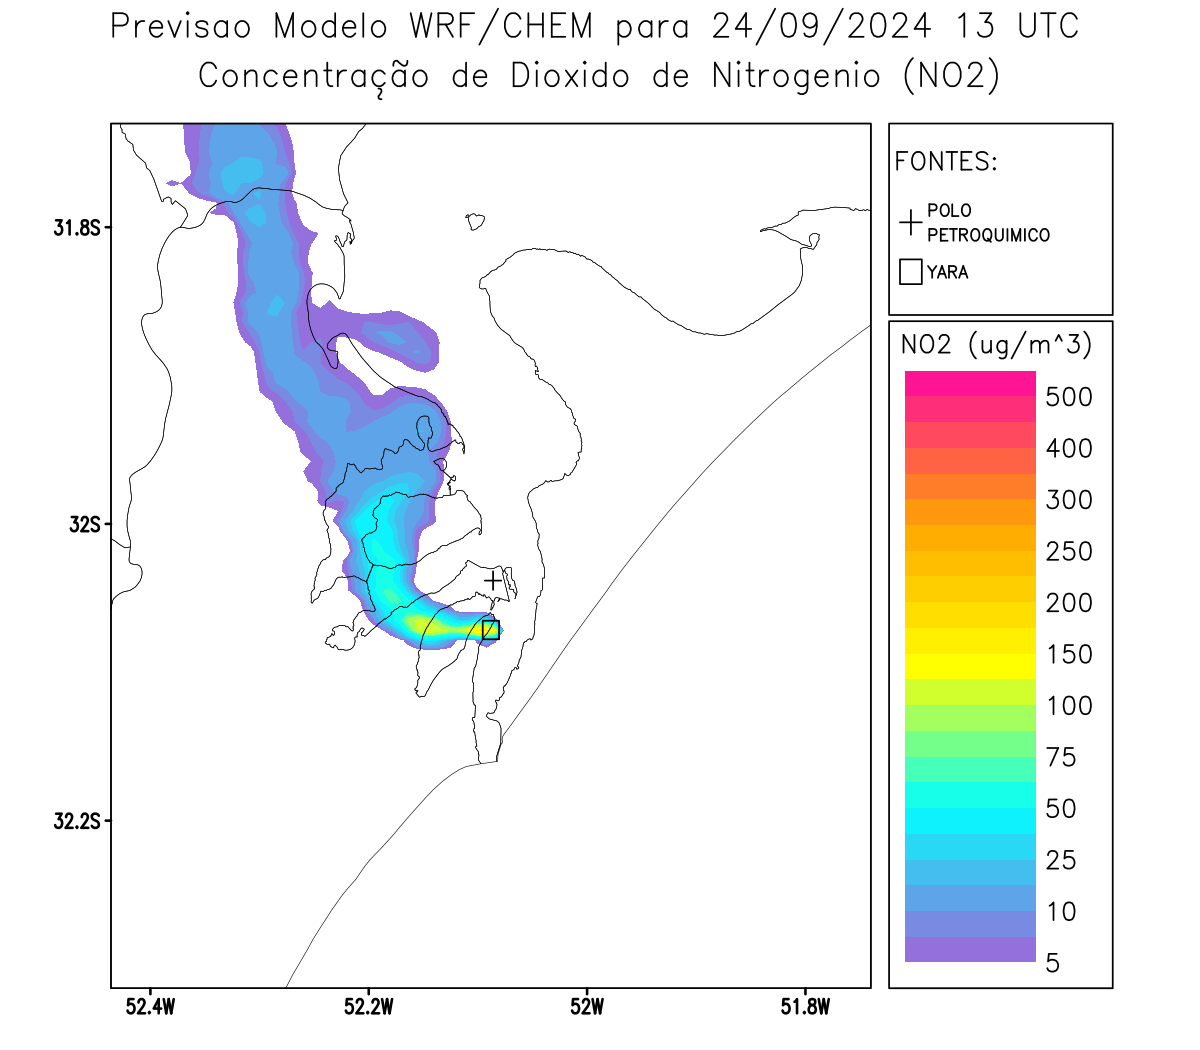 Previsao Modelo WRF/CHEM para 24/09/2024 13 UTC
Concentração de Dioxido de Nitrogenio (NO2)
FONTES:
POLO
PETROQUIMICO
YARA
31.8S
32S
32.2S
52.4W
52.2W
52W
51.8W
NO2 (ug/m^3)
500
400
300
250
200
150
100
75
50
25
10
5